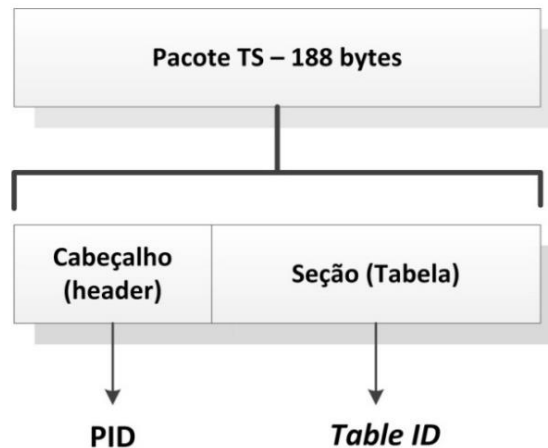 Pacote TS – 188 bytes
Cabeçalho
(header)
Seção (Tabela)
PID
Table ID